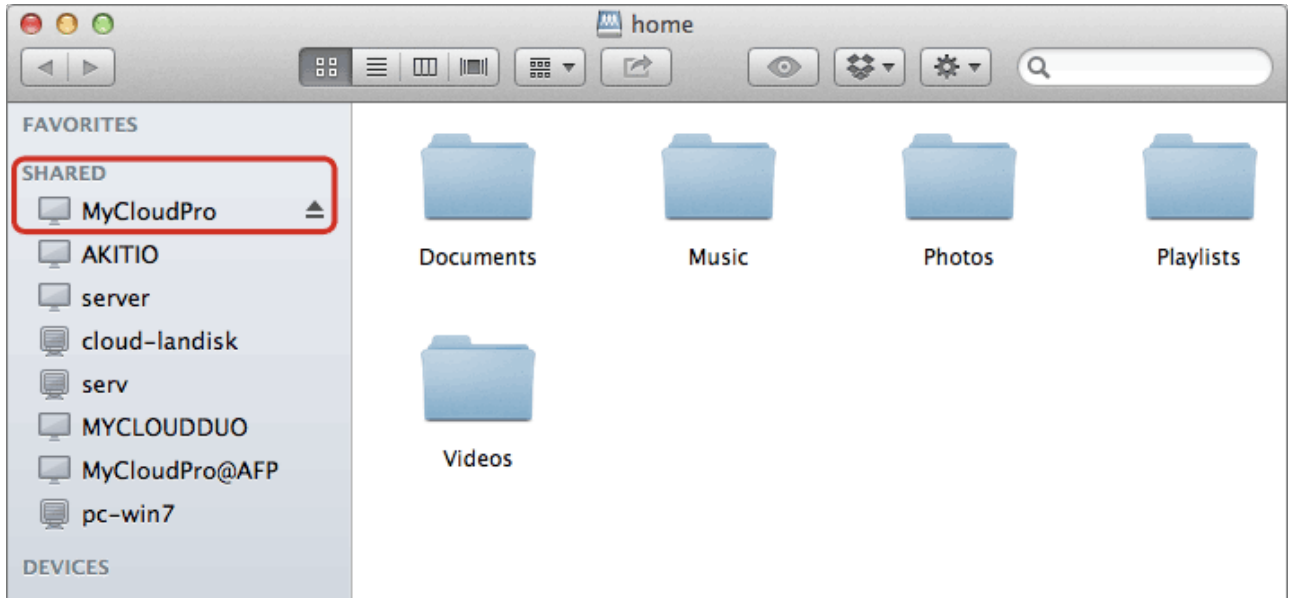 home
FAVORITES
SHARED
MyCloudPro
AKITIO
server
cloud-landisk
serv
MYCLOUDDUO
MyCloudPro@AFP
pc-win7
DEVICES
Documents Music Photos Playlists
Videos